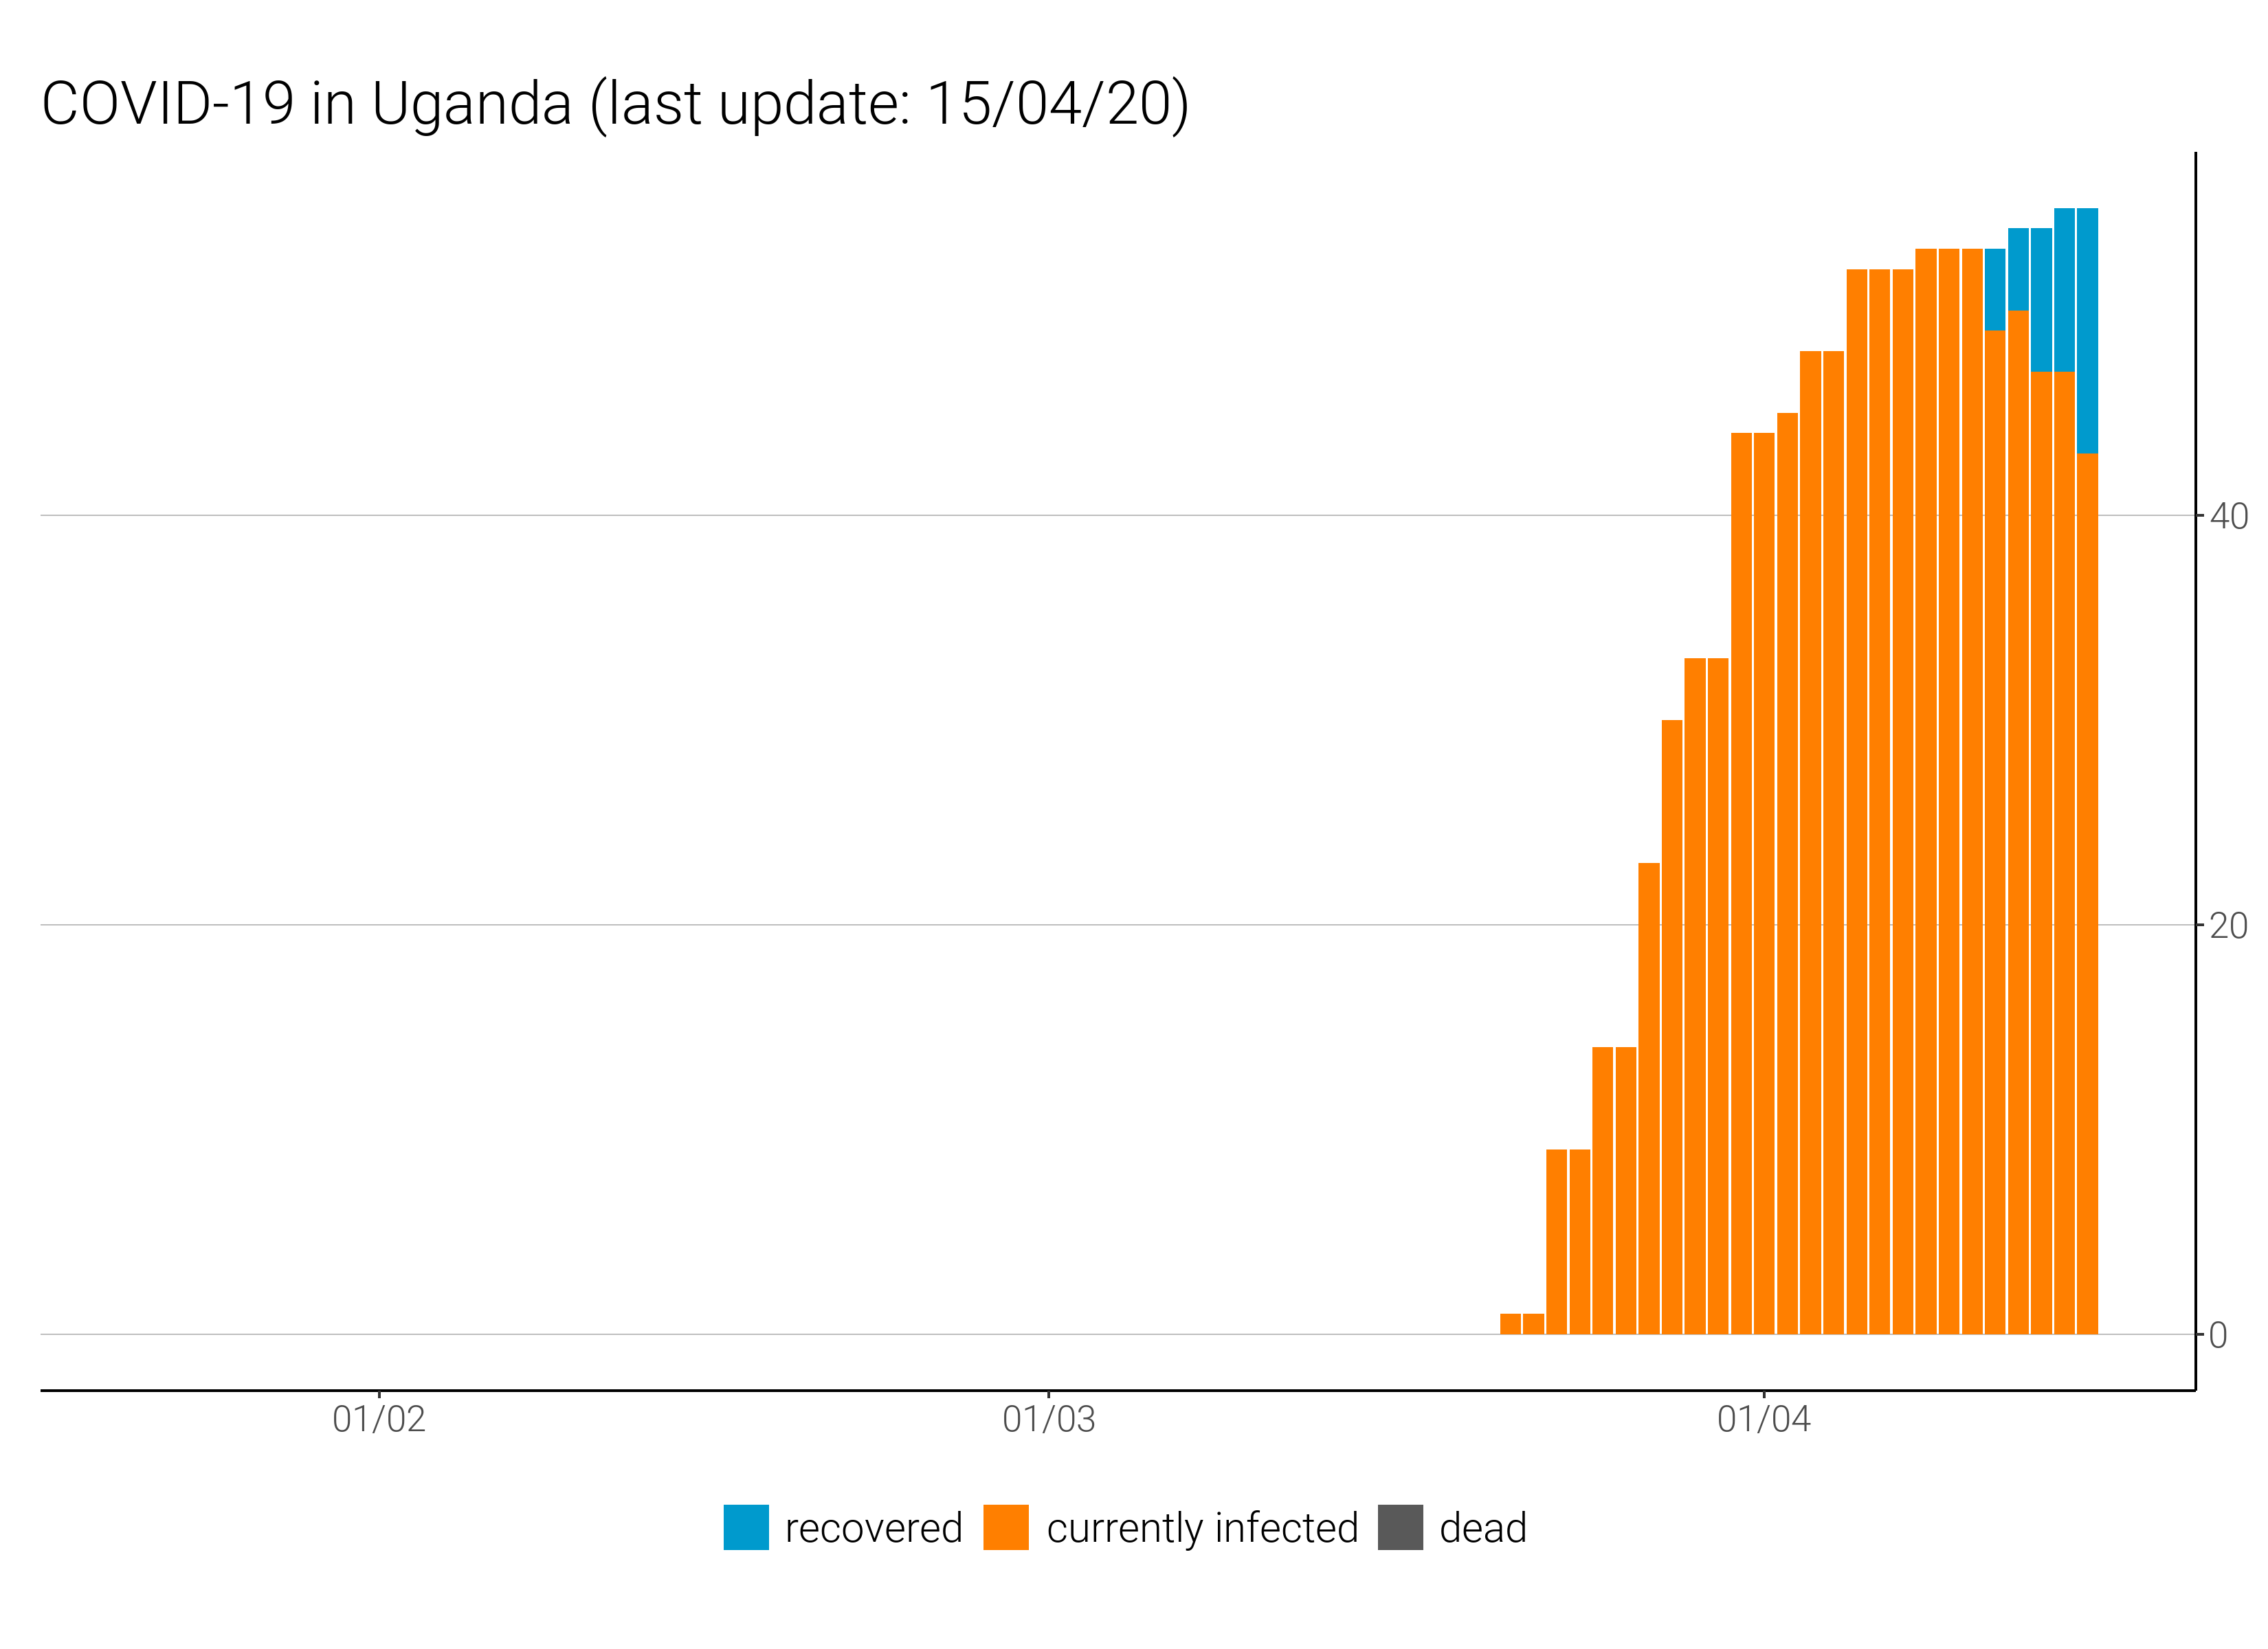 COVID-19 in Uganda (last update: 15/04/20)
40
20
0
01/02 01/03 01/04
recovered currently infected dead